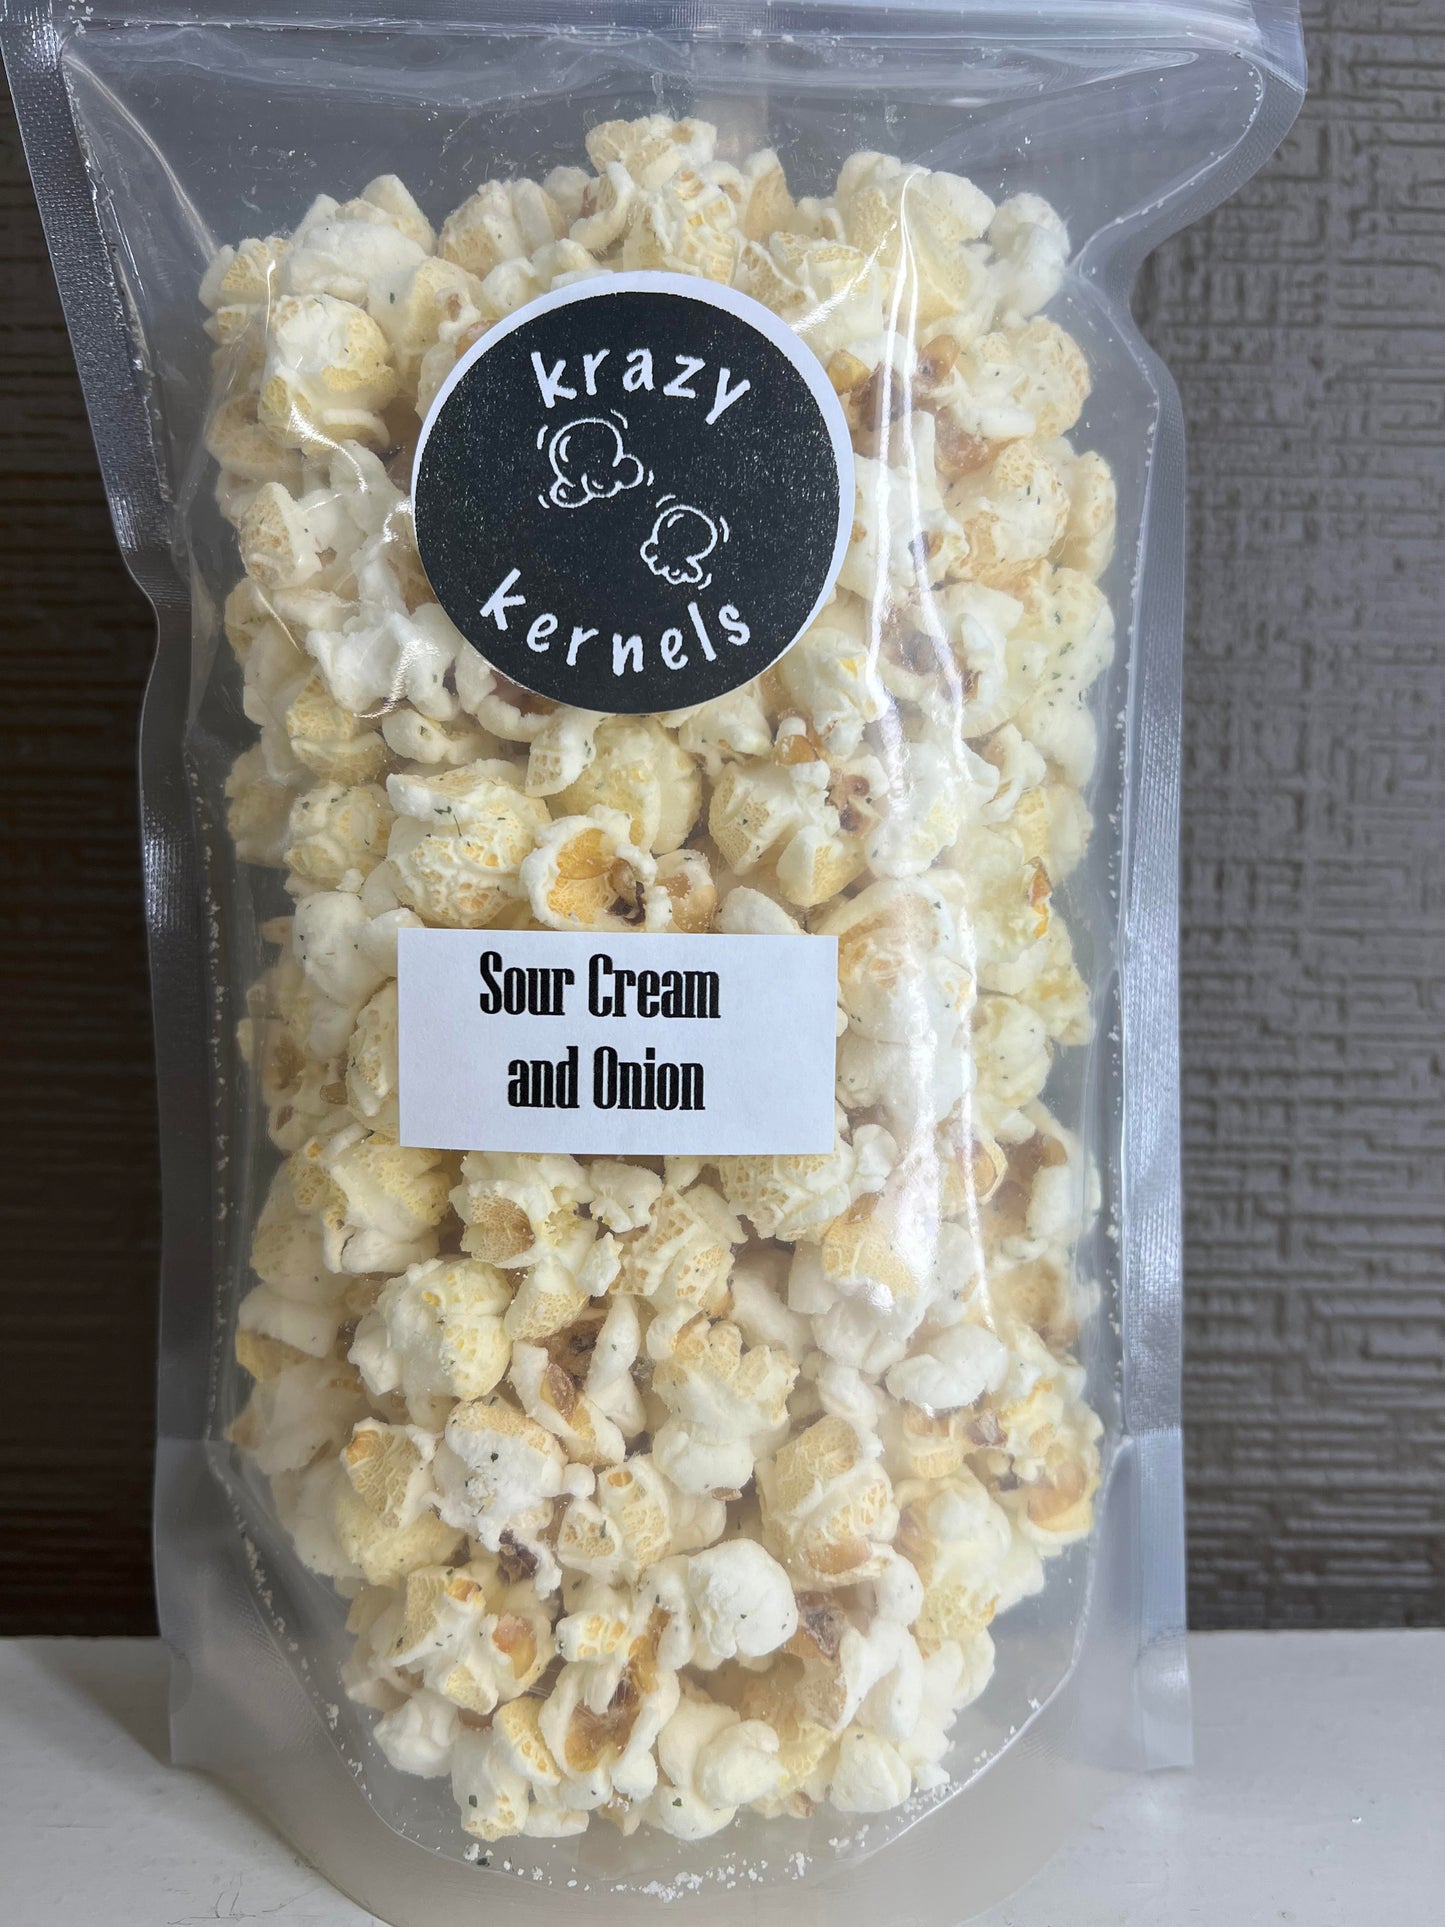 krazy
kernels
Sour Cream
and Onion